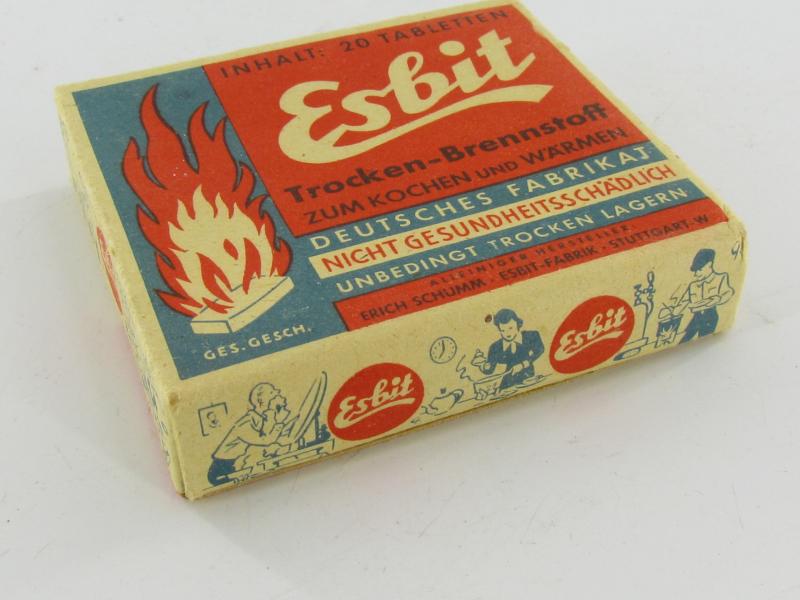 INHALT: 20 TABLETTEN
Esbit
Trocken-Brennstoff
ZUM KOCHEN UND WÄRMEN
DEUTSCHES FABRIKAT
NICHT GESUNDHEITSSCHÄDLICH
UNBEDINGT TROCKEN LAGERN
ALLEINIGER HERSTELLER
ERICH SCHUMM · ESBIT-FABRIK · STUTTGART-W
GES. GESCH.
Esbit
Esbit